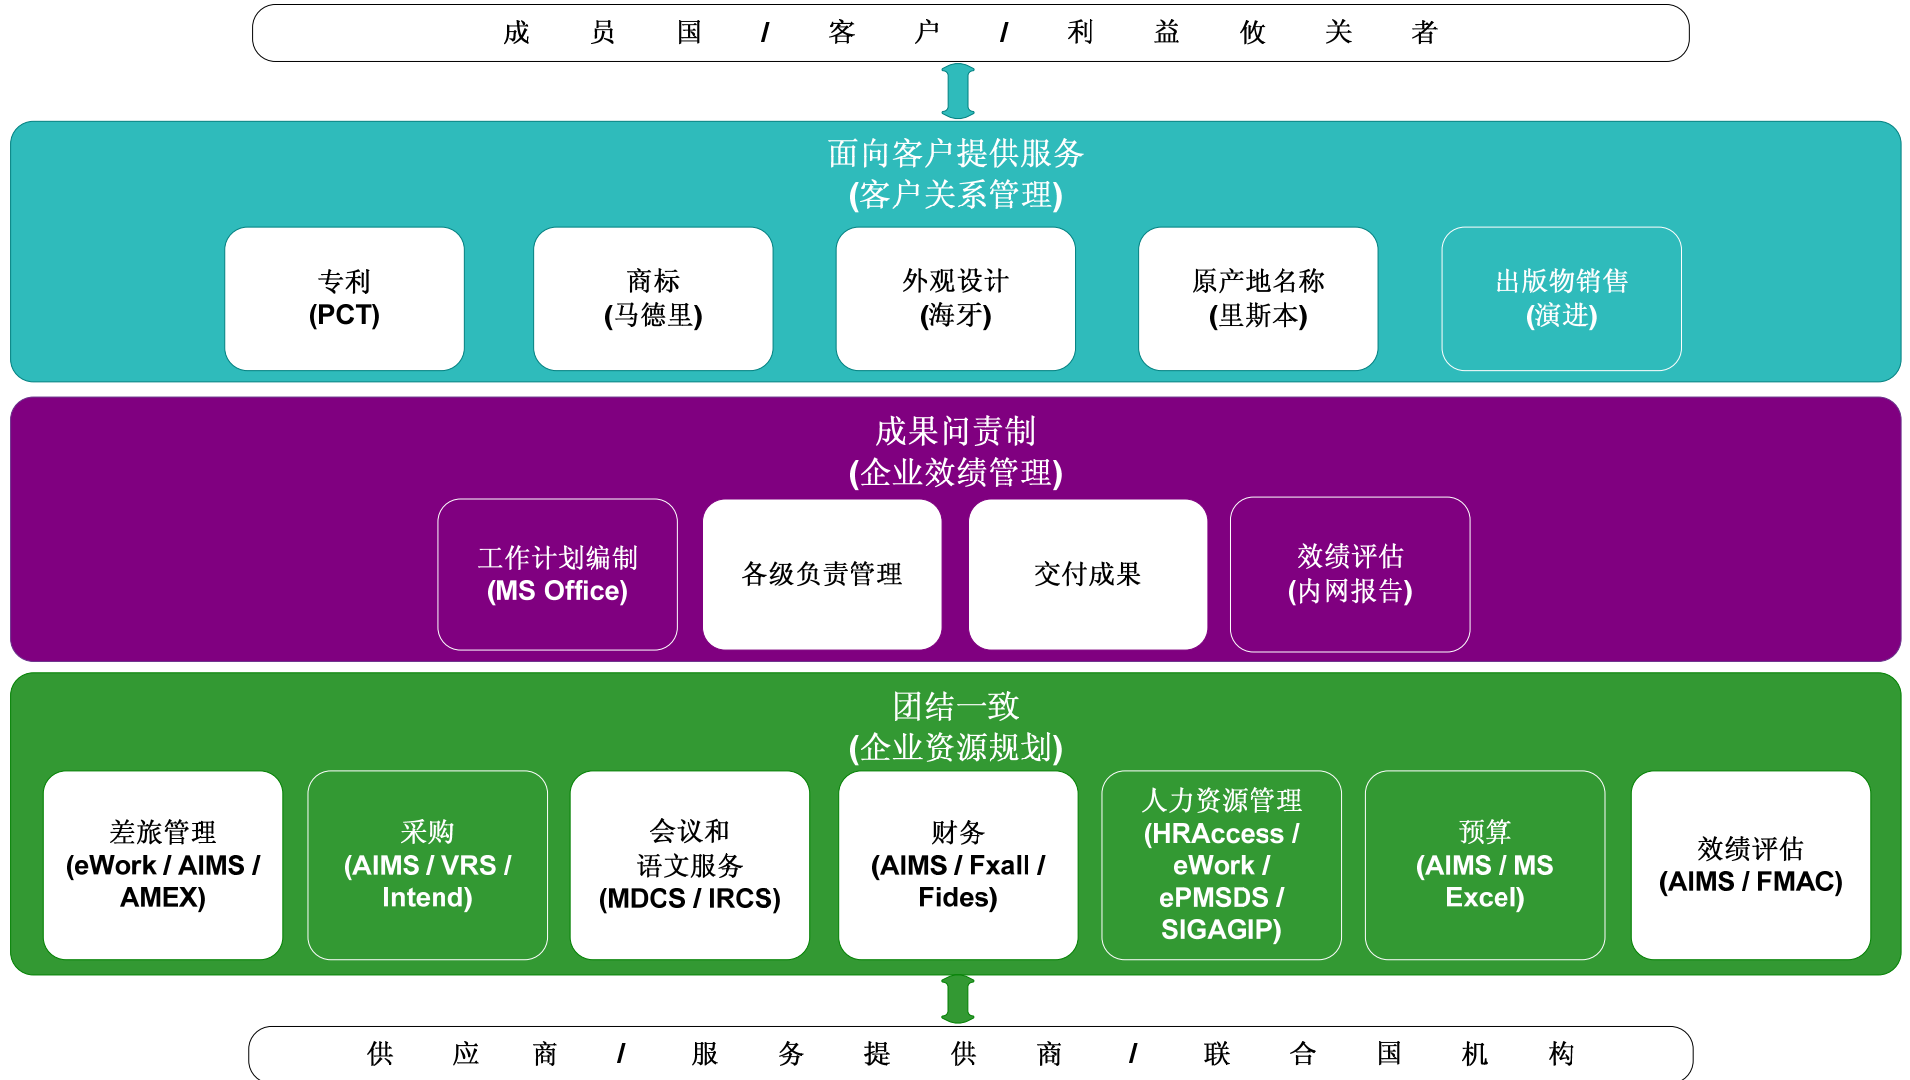 成员国/客户/利益攸关者
面向客户提供服务
(客户关系管理)
专利
(PCT)
商标
(马德里)
外观设计
(海牙)
原产地名称
(里斯本)
出版物销售
(演进)
成果问责制
(企业效绩管理)
工作计划编制
(MS Office)
各级负责管理
交付成果
效绩评估
(内网报告)
团结一致
(企业资源规划)
差旅管理
(eWork / AIMS /
AMEX)
采购
(AIMS / VRS /
Intend)
会议和
语文服务
(MDCS / IRCS)
财务
(AIMS / Fxall /
Fides)
人力资源管理
(HRAccess /
eWork /
ePMSDS /
SIGAGIP)
预算
(AIMS / MS
Excel)
效绩评估
(AIMS / FMAC)
供应商/服务提供商/联合国机构